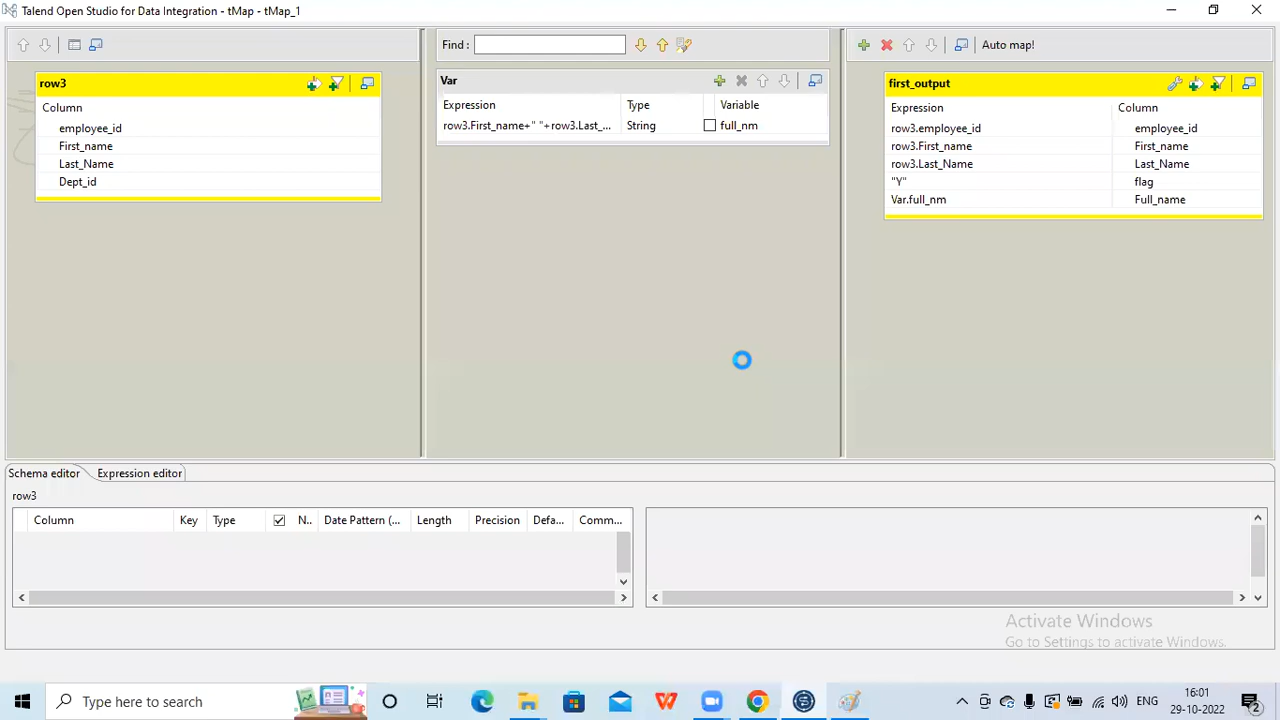 Talend Open Studio for Data Integration - tMap - tMap_1
Find :
Auto map!
row3
Column
employee_id
First_name
Last_Name
Dept_id
Var
Expression Type Variable
row3.First_name+" "+row3.Last_... String full_nm
first_output
Expression Column
row3.employee_id employee_id
row3.First_name First_name
row3.Last_Name Last_Name
"Y" flag
Var.full_nm Full_name
Schema editor Expression editor
row3
Column Key Type N.. Date Pattern (... Length Precision Defa... Comm...
Activate Windows
Go to Settings to activate Windows.
Type here to search
ENG
16:01
29-10-2022
2